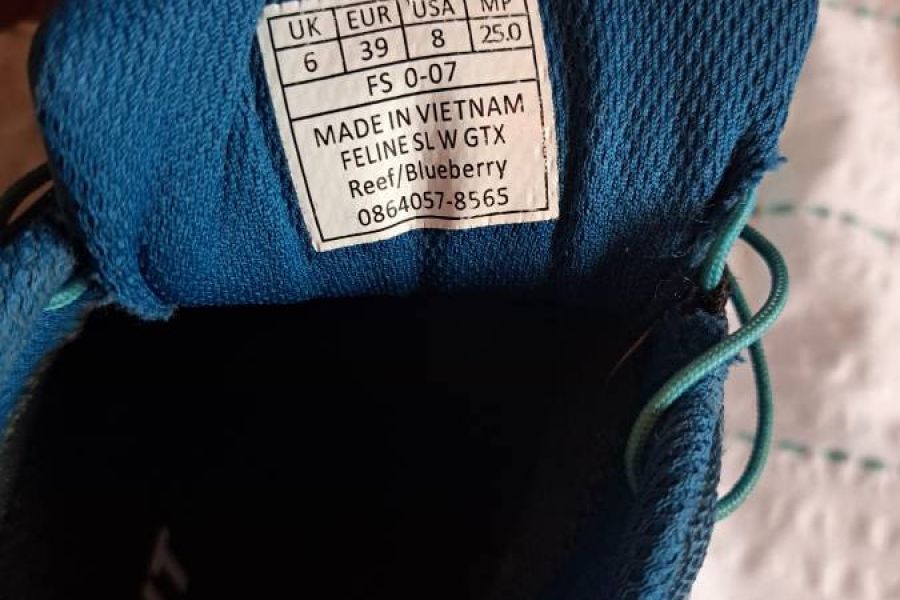 UK EUR USA MP
6 39 8 25.0
FS 0-07
MADE IN VIETNAM
FELINE SL W GTX
Reef/Blueberry
0864057-8565